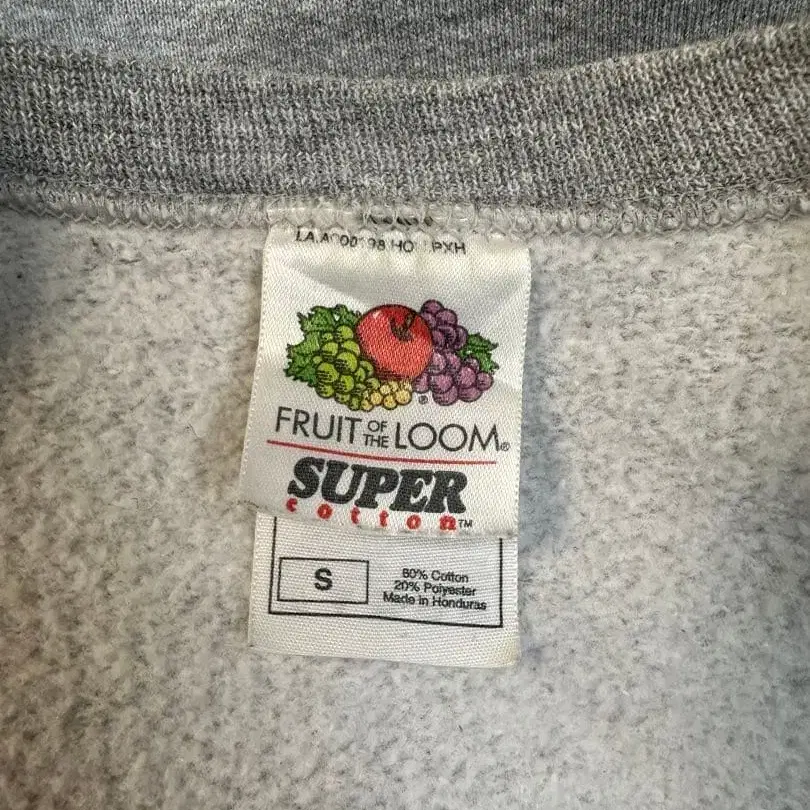 FRUIT OF THE LOOM®
SUPER
cotton™
S
80% Cotton
20% Polyester
Made in Honduras